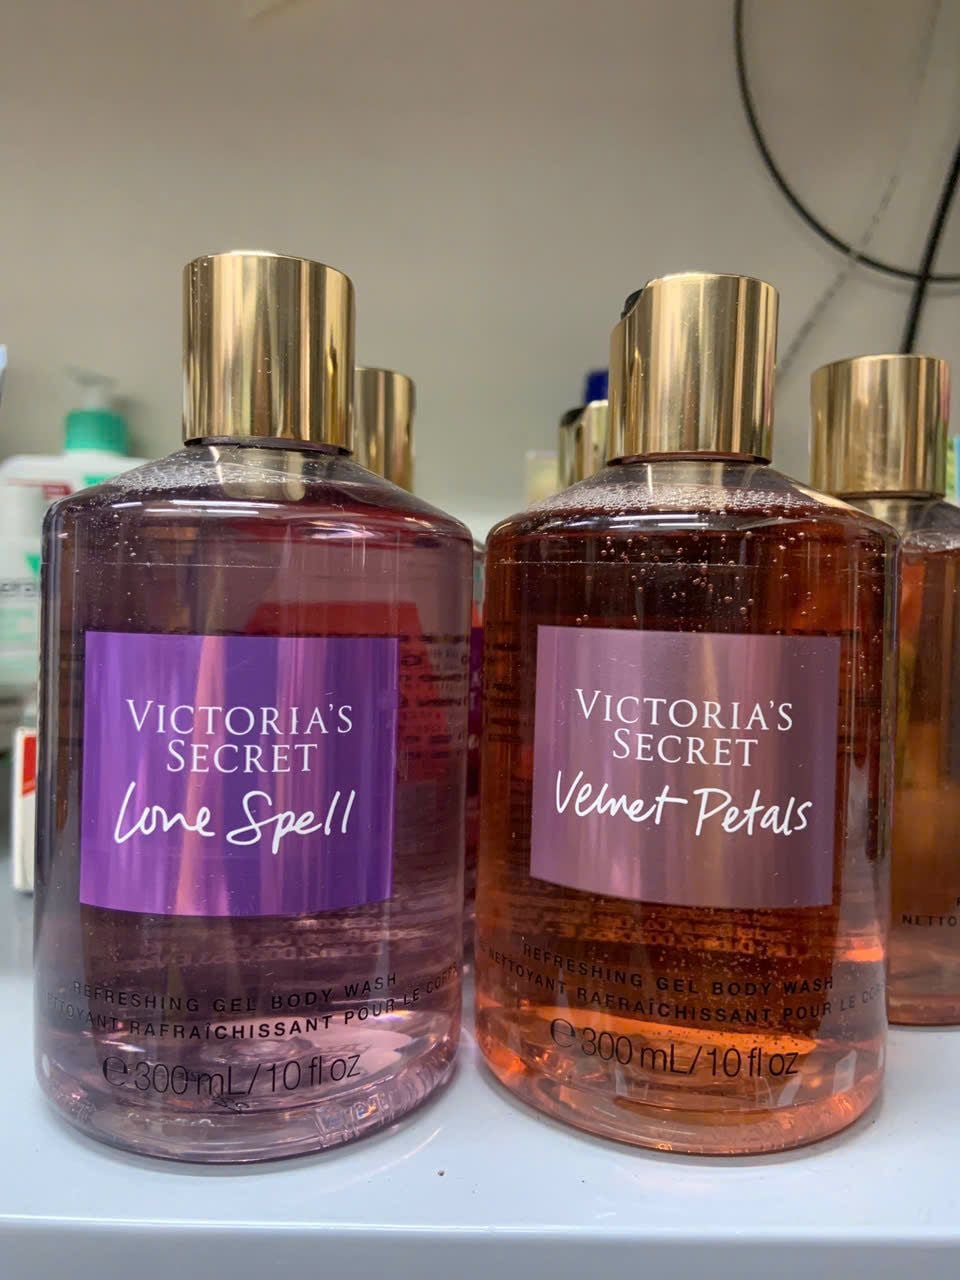 VICTORIA'S
SECRET
Love Spell
REFRESHING GEL BODY WASH
NETTOYANT RAFRAÎCHISSANT POUR LE CORPS
℮ 300 mL/10 fl oz
VICTORIA'S
SECRET
Velvet Petals
REFRESHING GEL BODY WASH
NETTOYANT RAFRAÎCHISSANT POUR LE CORPS
℮ 300 mL/10 fl oz
NETTO